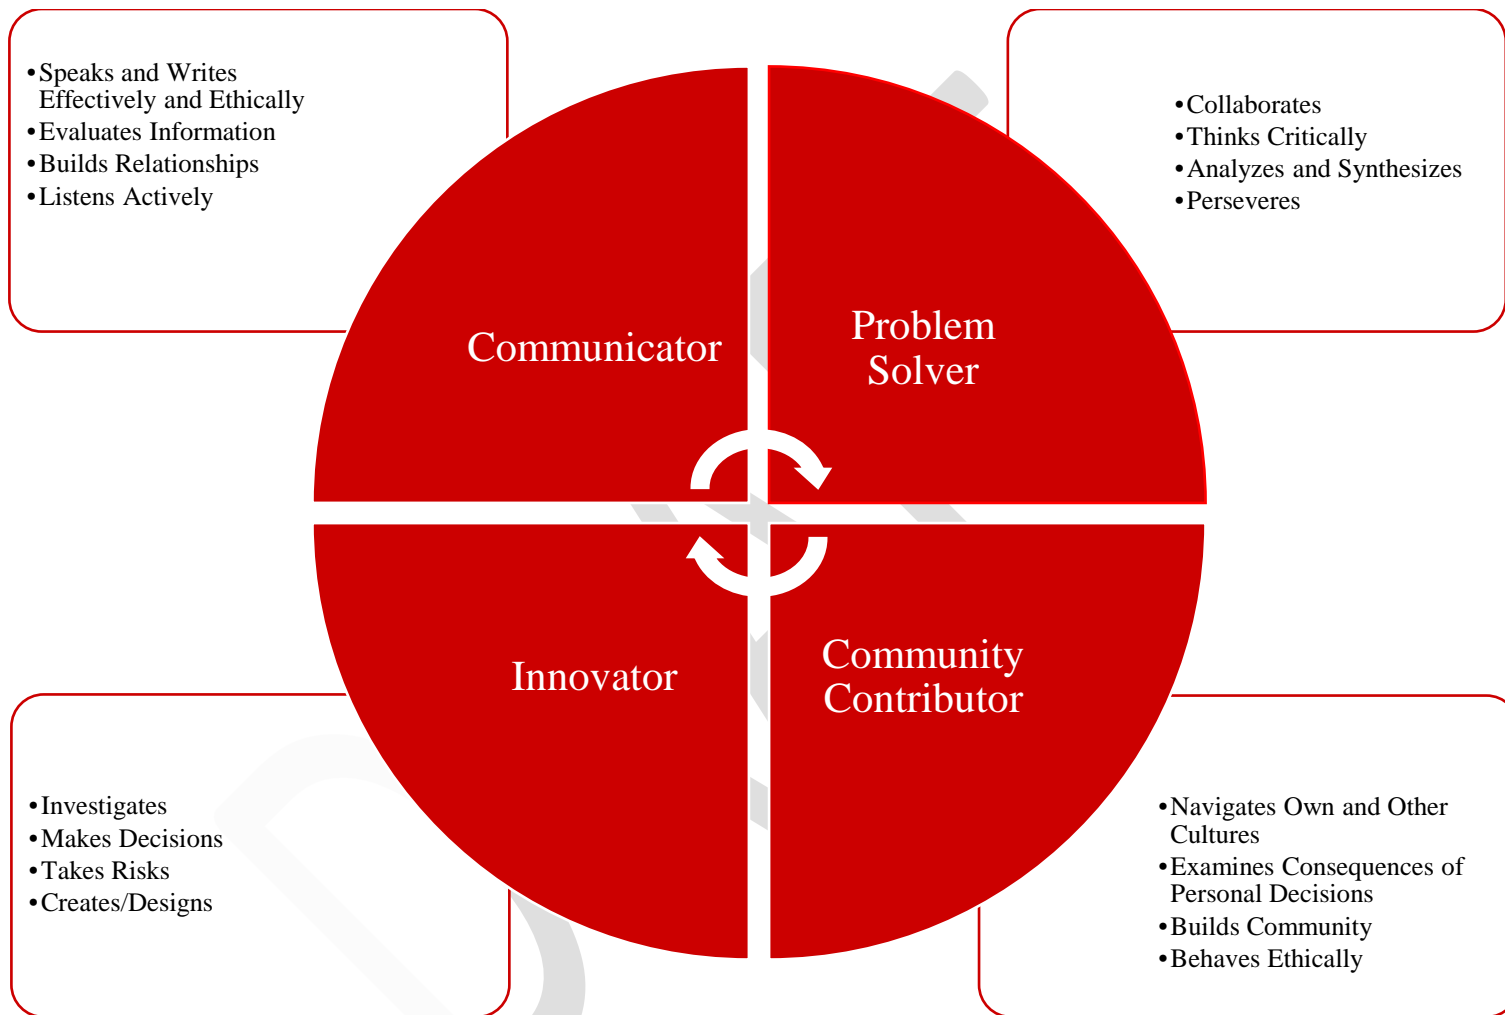 •Speaks and Writes
Effectively and Ethically
•Evaluates Information
•Builds Relationships
•Listens Actively
•Collaborates
•Thinks Critically
•Analyzes and Synthesizes
•Perseveres
Communicator
Problem
Solver
Innovator
Community
Contributor
•Investigates
•Makes Decisions
•Takes Risks
•Creates/Designs
•Navigates Own and Other
Cultures
•Examines Consequences of
Personal Decisions
•Builds Community
•Behaves Ethically